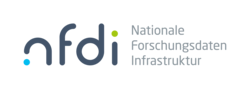 nfdi
Nationale
Forschungsdaten
Infrastruktur